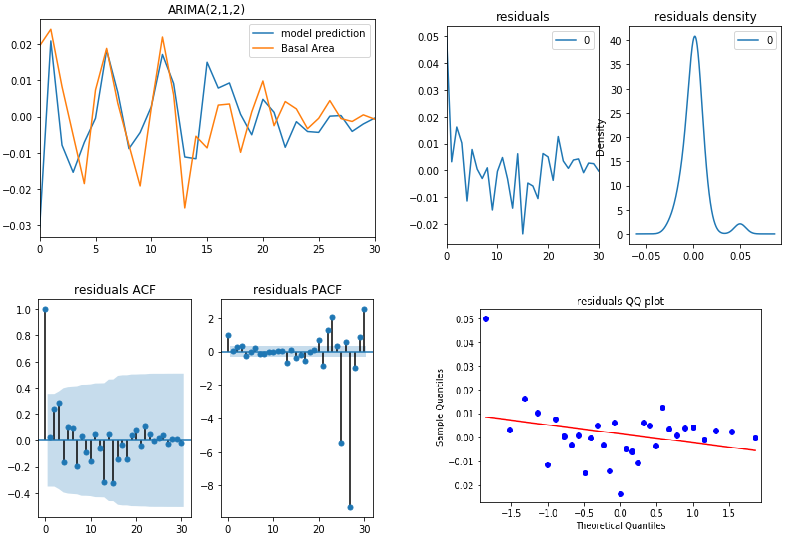 ARIMA(2,1,2)
model prediction
Basal Area
0.02
0.01
0.00
−0.01
−0.02
−0.03
0 5 10 15 20 25 30
residuals
0
0.05
0.04
0.03
0.02
0.01
0.00
−0.01
−0.02
0 10 20 30
residuals density
0
Density
40
35
30
25
20
15
10
5
0
−0.05 0.00 0.05
residuals ACF
1.0
0.8
0.6
0.4
0.2
0.0
−0.2
−0.4
0 10 20 30
residuals PACF
2
0
−2
−4
−6
−8
0 10 20 30
residuals QQ plot
Sample Quantiles
0.05
0.04
0.03
0.02
0.01
0.00
−0.01
0.02
−1.5 −1.0 −0.5 0.0 0.5 1.0 1.5
Theoretical Quantiles